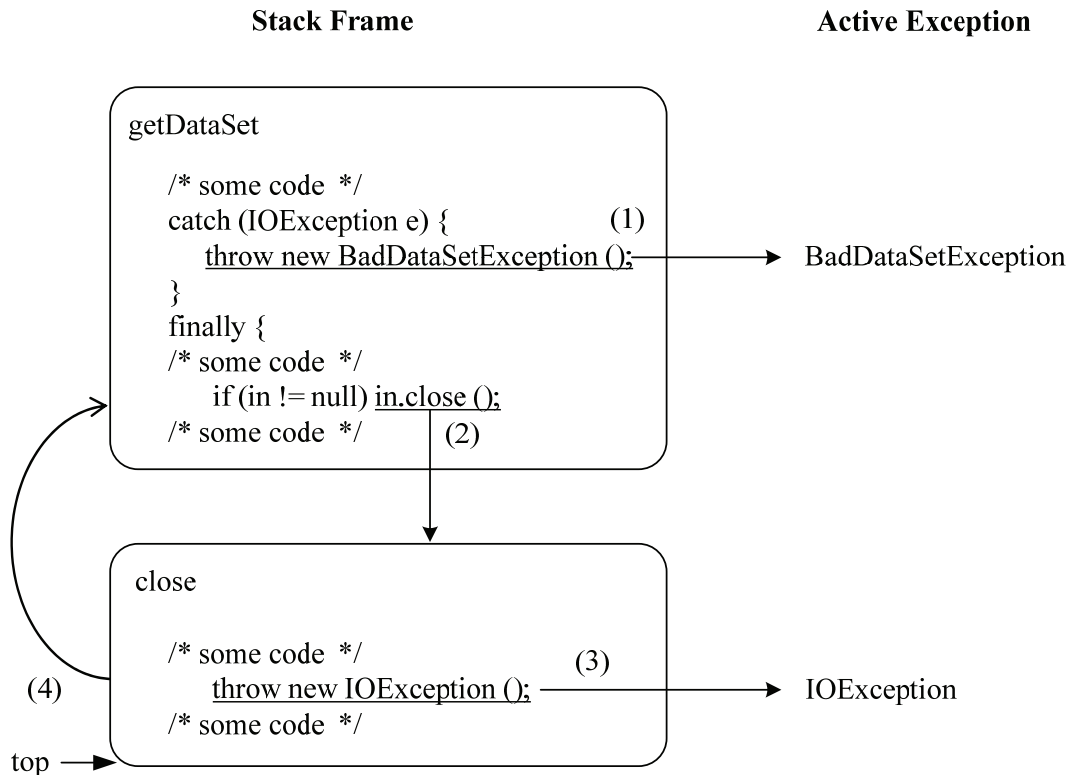 Stack Frame
Active Exception
getDataSet
/* some code */
catch (IOException e) {
(1)
throw new BadDataSetException ();
BadDataSetException
}
finally {
/* some code */
if (in != null) in.close ();
/* some code */
(2)
close
/* some code */
(3)
throw new IOException ();
IOException
(4)
/* some code */
top